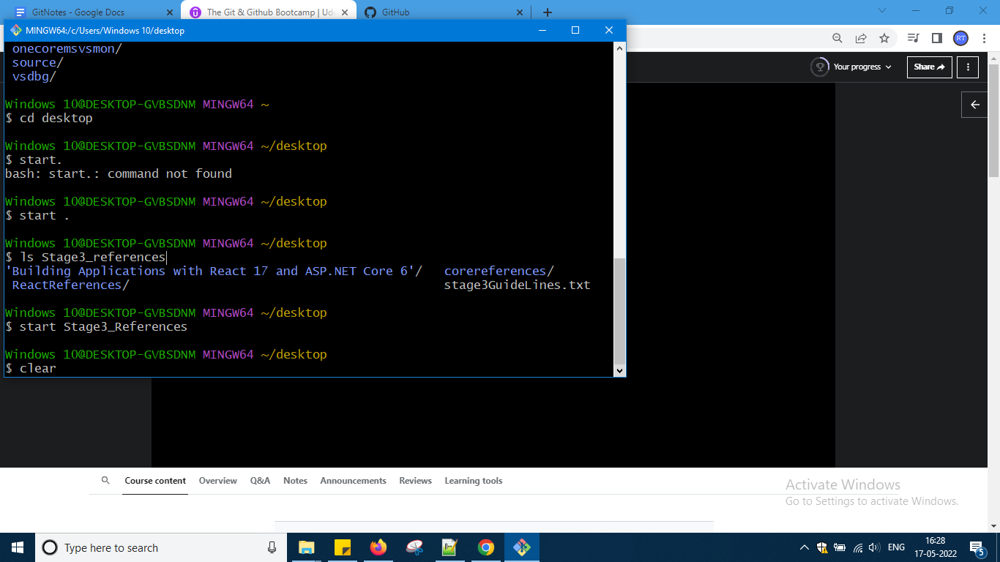 GitNotes - Google Docs
The Git & Github Bootcamp | Ud
GitHub
MINGW64:/c/Users/Windows 10/desktop
RT
onecoremsvsmon/
source/
vsdbg/
Windows 10@DESKTOP-GVBSDNM MINGW64 ~
$ cd desktop
Windows 10@DESKTOP-GVBSDNM MINGW64 ~/desktop
$ start.
bash: start.: command not found
Windows 10@DESKTOP-GVBSDNM MINGW64 ~/desktop
$ start .
Windows 10@DESKTOP-GVBSDNM MINGW64 ~/desktop
$ ls Stage3_references
'Building Applications with React 17 and ASP.NET Core 6'/ corereferences/
ReactReferences/ stage3GuideLines.txt
Windows 10@DESKTOP-GVBSDNM MINGW64 ~/desktop
$ start Stage3_References
Windows 10@DESKTOP-GVBSDNM MINGW64 ~/desktop
$ clear
Your progress
Share
Course content Overview Q&A Notes Announcements Reviews Learning tools
Activate Windows
Go to Settings to activate Windows.
Type here to search
ENG
16:28
17-05-2022
5